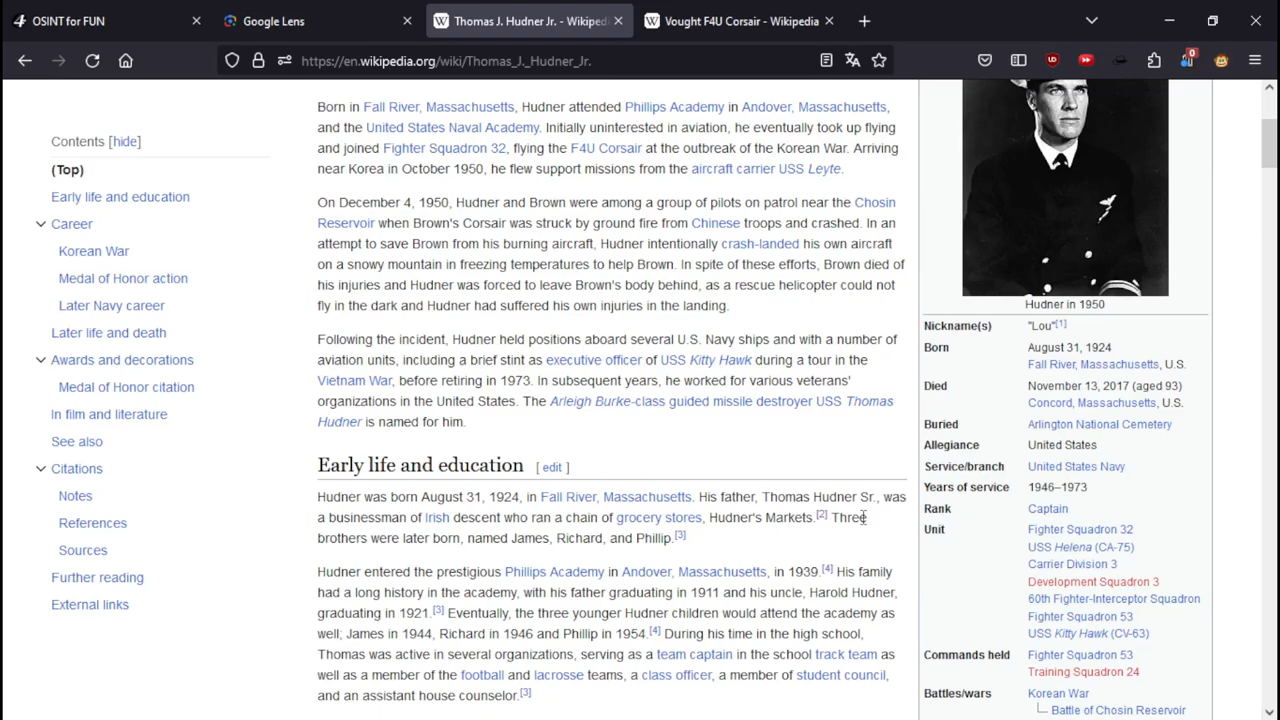 OSINT for FUN
Google Lens
Thomas J. Hudner Jr. - Wikipedi
Vought F4U Corsair - Wikipedia
https://en.wikipedia.org/wiki/Thomas_J._Hudner_Jr.
0
Contents [hide]
(Top)
Early life and education
Career
Korean War
Medal of Honor action
Later Navy career
Later life and death
Awards and decorations
Medal of Honor citation
In film and literature
See also
Citations
Notes
References
Sources
Further reading
External links
Born in Fall River, Massachusetts, Hudner attended Phillips Academy in Andover, Massachusetts,
and the United States Naval Academy. Initially uninterested in aviation, he eventually took up flying
and joined Fighter Squadron 32, flying the F4U Corsair at the outbreak of the Korean War. Arriving
near Korea in October 1950, he flew support missions from the aircraft carrier USS Leyte.
On December 4, 1950, Hudner and Brown were among a group of pilots on patrol near the Chosin
Reservoir when Brown's Corsair was struck by ground fire from Chinese troops and crashed. In an
attempt to save Brown from his burning aircraft, Hudner intentionally crash-landed his own aircraft
on a snowy mountain in freezing temperatures to help Brown. In spite of these efforts, Brown died of
his injuries and Hudner was forced to leave Brown's body behind, as a rescue helicopter could not
fly in the dark and Hudner had suffered his own injuries in the landing.
Following the incident, Hudner held positions aboard several U.S. Navy ships and with a number of
aviation units, including a brief stint as executive officer of USS Kitty Hawk during a tour in the
Vietnam War, before retiring in 1973. In subsequent years, he worked for various veterans'
organizations in the United States. The Arleigh Burke-class guided missile destroyer USS Thomas
Hudner is named for him.
Early life and education [ edit ]
Hudner was born August 31, 1924, in Fall River, Massachusetts. His father, Thomas Hudner Sr., was
a businessman of Irish descent who ran a chain of grocery stores, Hudner's Markets.[2] Three
brothers were later born, named James, Richard, and Phillip.[3]
Hudner entered the prestigious Phillips Academy in Andover, Massachusetts, in 1939.[4] His family
had a long history in the academy, with his father graduating in 1911 and his uncle, Harold Hudner,
graduating in 1921.[3] Eventually, the three younger Hudner children would attend the academy as
well; James in 1944, Richard in 1946 and Phillip in 1954.[4] During his time in the high school,
Thomas was active in several organizations, serving as a team captain in the school track team as
well as a member of the football and lacrosse teams, a class officer, a member of student council,
and an assistant house counselor.[3]
Hudner in 1950
Nickname(s) "Lou"[1]
Born August 31, 1924
Fall River, Massachusetts, U.S.
Died November 13, 2017 (aged 93)
Concord, Massachusetts, U.S.
Buried Arlington National Cemetery
Allegiance United States
Service/branch United States Navy
Years of service 1946–1973
Rank Captain
Unit Fighter Squadron 32
USS Helena (CA-75)
Carrier Division 3
Development Squadron 3
60th Fighter-Interceptor Squadron
Fighter Squadron 53
USS Kitty Hawk (CV-63)
Commands held Fighter Squadron 53
Training Squadron 24
Battles/wars Korean War
Battle of Chosin Reservoir